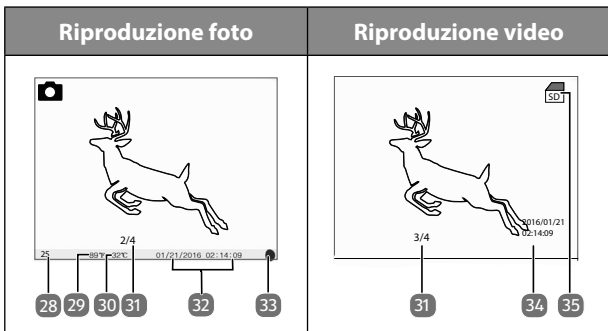 Riproduzione foto
Riproduzione video
2/4
25 89°F 32°C 01/21/2016 02:14:09
28 29 30 31 32 33
SD
2016/01/21
02:14:09
3/4
31 34 35